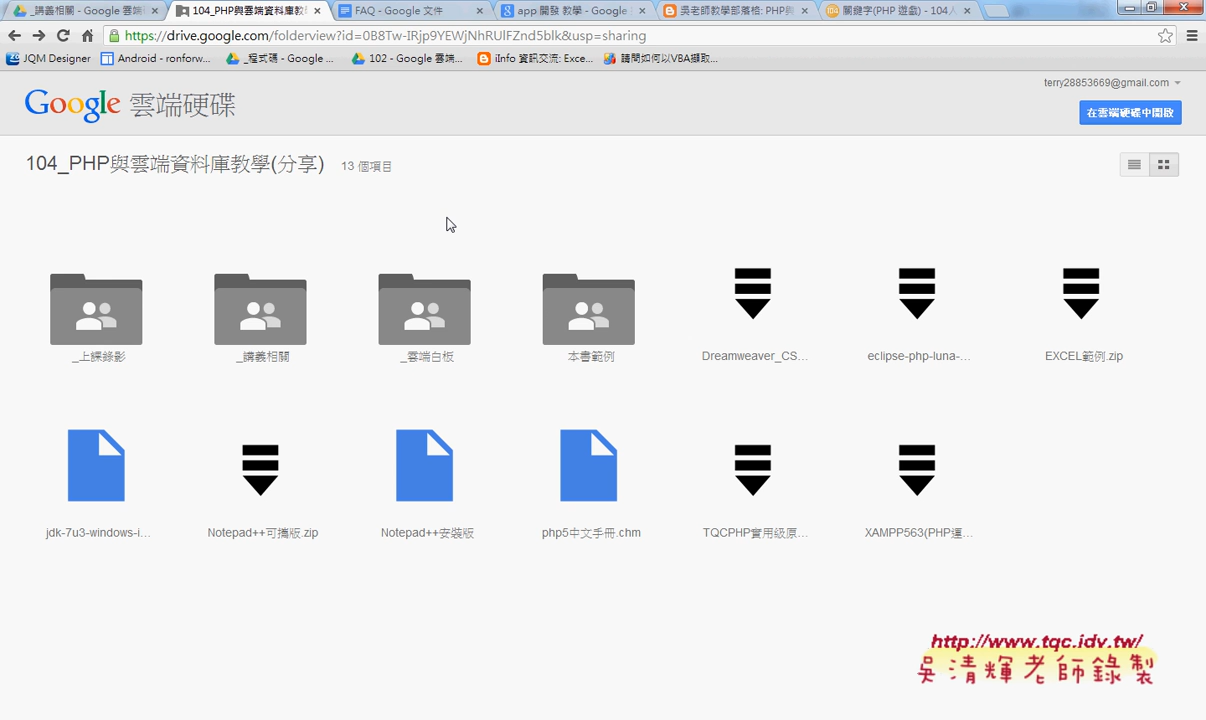 _講義相關 - Google 雲端
104_PHP與雲端資料庫教
FAQ - Google 文件
app 開發 教學 - Google
吳老師教學部落格: PHP與
關鍵字(PHP 遊戲) - 104人
https://drive.google.com/folderview?id=0B8Tw-IRjp9YEWjNhRUlFZnd5blk&usp=sharing
JQM Designer
Android - ronforw...
_程式碼 - Google ...
102 - Google 雲端...
iInfo 資訊交流: Exce...
請問如何以VBA擷取...
terry28853669@gmail.com
Google 雲端硬碟
在雲端硬碟中開啟
104_PHP與雲端資料庫教學(分享)
13 個項目
_上課錄影
_講義相關
_雲端白板
本書範例
Dreamweaver_CS...
eclipse-php-luna-...
EXCEL範例.zip
jdk-7u3-windows-i...
Notepad++可攜版.zip
Notepad++安裝版
php5中文手冊.chm
TQCPHP實用级原...
XAMPP563(PHP運...
http://www.tqc.idv.tw/
吳清輝老師錄製